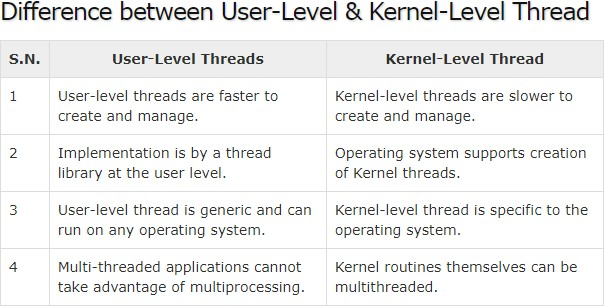 Difference between User-Level & Kernel-Level Thread
S.N. User-Level Threads Kernel-Level Thread
1 User-level threads are faster to Kernel-level threads are slower to
create and manage. create and manage.
2 Implementation is by a thread Operating system supports creation
library at the user level. of Kernel threads.
3 User-level thread is generic and can Kernel-level thread is specific to the
run on any operating system. operating system.
4 Multi-threaded applications cannot Kernel routines themselves can be
take advantage of multiprocessing. multithreaded.